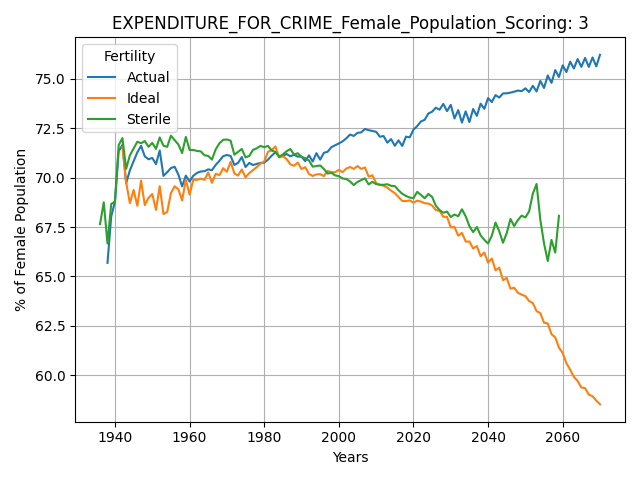 EXPENDITURE_FOR_CRIME_Female_Population_Scoring: 3
Fertility
Actual
Ideal
Sterile
% of Female Population
75.0
72.5
70.0
67.5
65.0
62.5
60.0
1940 1960 1980 2000 2020 2040 2060
Years